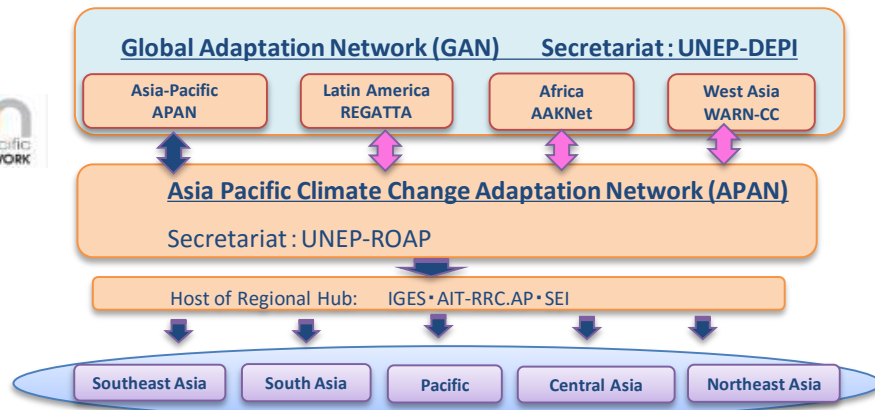 Global Adaptation Network (GAN) Secretariat：UNEP-DEPI
Asia-Pacific
APAN
Latin America
REGATTA
Africa
AAKNet
West Asia
WARN-CC
Asia Pacific Climate Change Adaptation Network (APAN)
Secretariat：UNEP-ROAP
Host of Regional Hub: IGES・AIT-RRC.AP・SEI
Southeast Asia
South Asia
Pacific
Central Asia
Northeast Asia